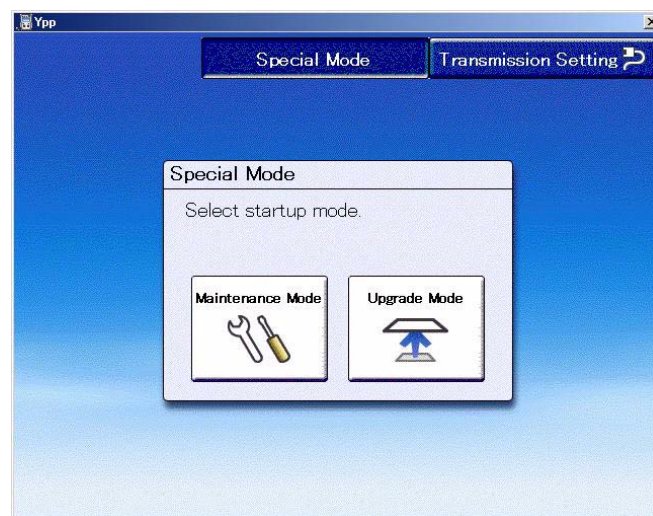 Ypp
Special Mode
Transmission Setting
Special Mode
Select startup mode.
Maintenance Mode
Upgrade Mode